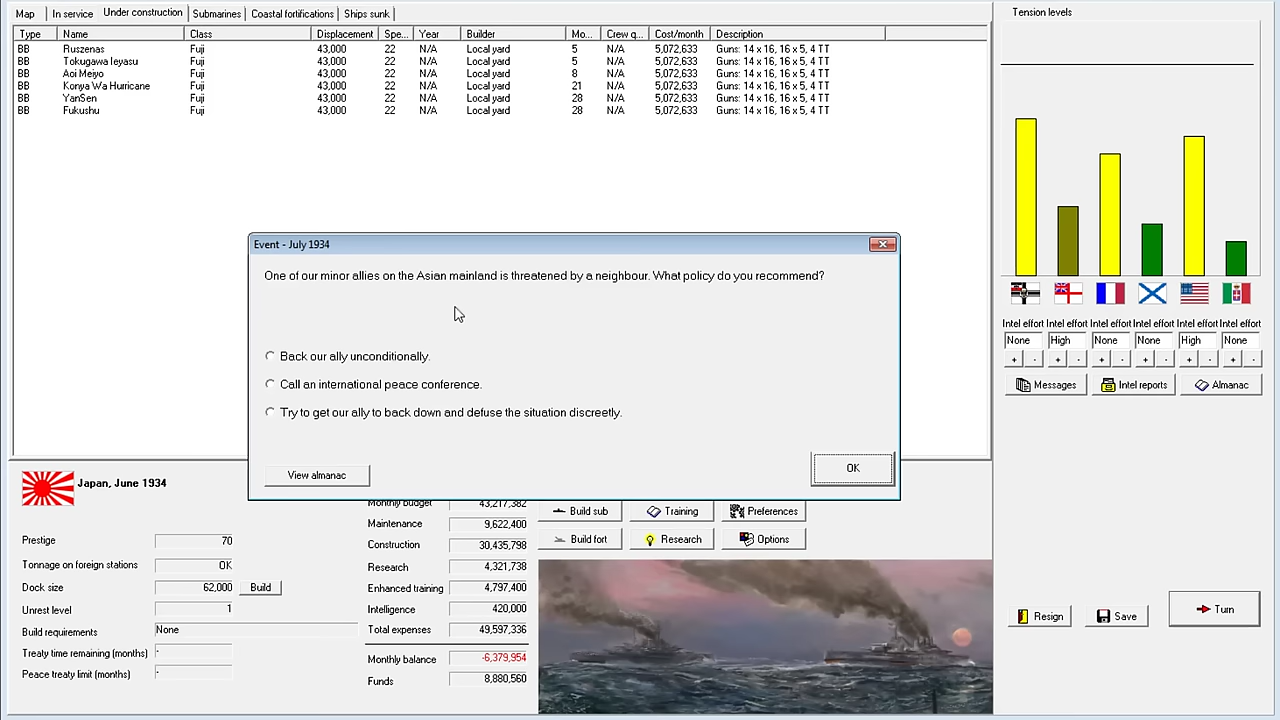 Map In service Under construction Submarines Coastal fortifications Ships sunk
Type Name Class Displacement Spe... Year Builder Mo... Crew q... Cost/month Description
BB Ruszenas Fuji 43,000 22 N/A Local yard 5 N/A 5,072,633 Guns: 14 x 16, 16 x 5, 4 TT
BB Tokugawa Ieyasu Fuji 43,000 22 N/A Local yard 5 N/A 5,072,633 Guns: 14 x 16, 16 x 5, 4 TT
BB Aoi Meiyo Fuji 43,000 22 N/A Local yard 8 N/A 5,072,633 Guns: 14 x 16, 16 x 5, 4 TT
BB Konya Wa Hurricane Fuji 43,000 22 N/A Local yard 21 N/A 5,072,633 Guns: 14 x 16, 16 x 5, 4 TT
BB YanSen Fuji 43,000 22 N/A Local yard 28 N/A 5,072,633 Guns: 14 x 16, 16 x 5, 4 TT
BB Fukushu Fuji 43,000 22 N/A Local yard 28 N/A 5,072,633 Guns: 14 x 16, 16 x 5, 4 TT
Event - July 1934
One of our minor allies on the Asian mainland is threatened by a neighbour. What policy do you recommend?
Back our ally unconditionally.
Call an international peace conference.
Try to get our ally to back down and defuse the situation discreetly.
View almanac
OK
Japan, June 1934
Prestige 70
Tonnage on foreign stations OK
Dock size 62,000 Build
Unrest level 1
Build requirements None
Treaty time remaining (months) -
Peace treaty limit (months) -
Monthly budget 43,217,382
Maintenance 9,622,400
Construction 30,435,798
Research 4,321,738
Enhanced training 4,797,400
Intelligence 420,000
Total expenses 49,597,336
Monthly balance -6,379,954
Funds 8,880,560
Build sub Training Preferences
Build fort Research Options
Tension levels
Intel effort Intel effort Intel effort Intel effort Intel effort Intel effort
None High None None High None
+ - + - + - + - + - + -
Messages Intel reports Almanac
Resign Save Turn